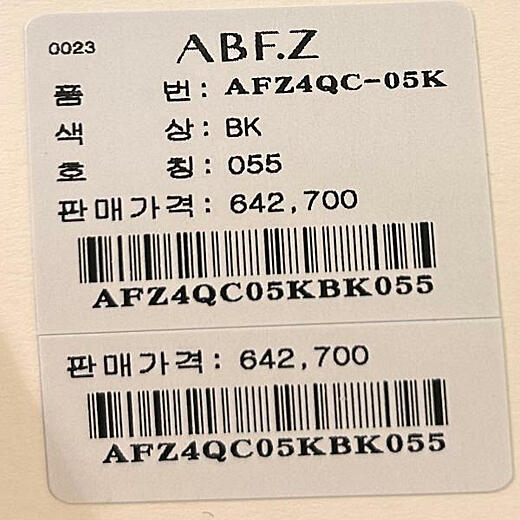 0023 ABF.Z
품 번 : AFZ4QC-05K
색 상 : BK
호 칭 : 055
판매가격 : 642,700
AFZ4QC05KBK055
판매가격 : 642,700
AFZ4QC05KBK055